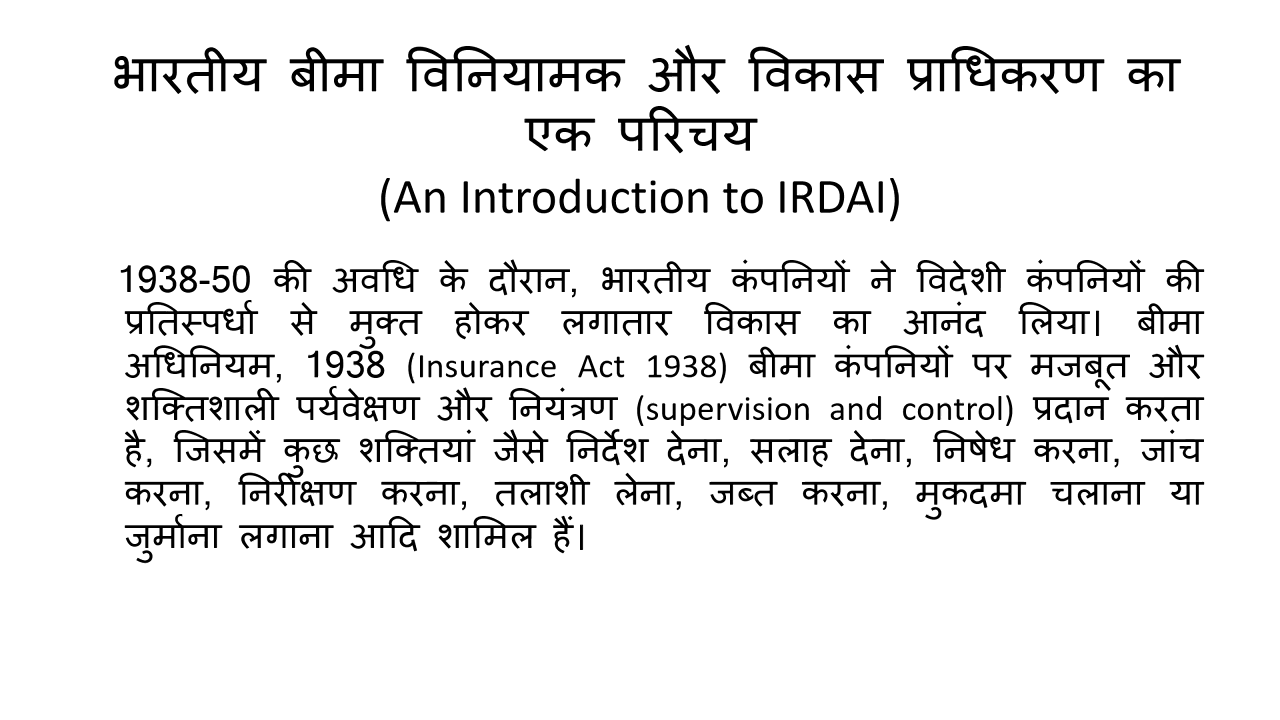 भारतीय बीमा विनियामक और विकास प्राधिकरण का
एक परिचय
(An Introduction to IRDAI)
1938-50 की अवधि के दौरान, भारतीय कंपनियों ने विदेशी कंपनियों की
प्रतिस्पर्धा से मुक्त होकर लगातार विकास का आनंद लिया। बीमा
अधिनियम, 1938 (Insurance Act 1938) बीमा कंपनियों पर मजबूत और
शक्तिशाली पर्यवेक्षण और नियंत्रण (supervision and control) प्रदान करता
है, जिसमें कुछ शक्तियां जैसे निर्देश देना, सलाह देना, निषेध करना, जांच
करना, निरीक्षण करना, तलाशी लेना, जब्त करना, मुकदमा चलाना या
जुर्माना लगाना आदि शामिल हैं।